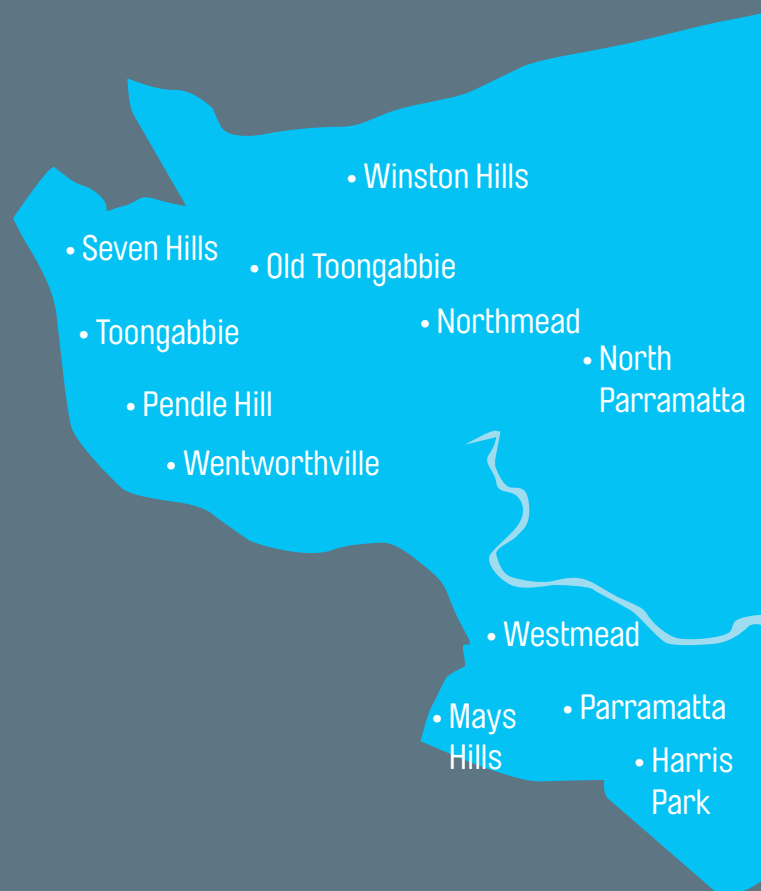 Winston Hills
Seven Hills
Old Toongabbie
Northmead
Toongabbie
North
Parramatta
Pendle Hill
Wentworthville
Westmead
Mays
Hills
Parramatta
Harris
Park